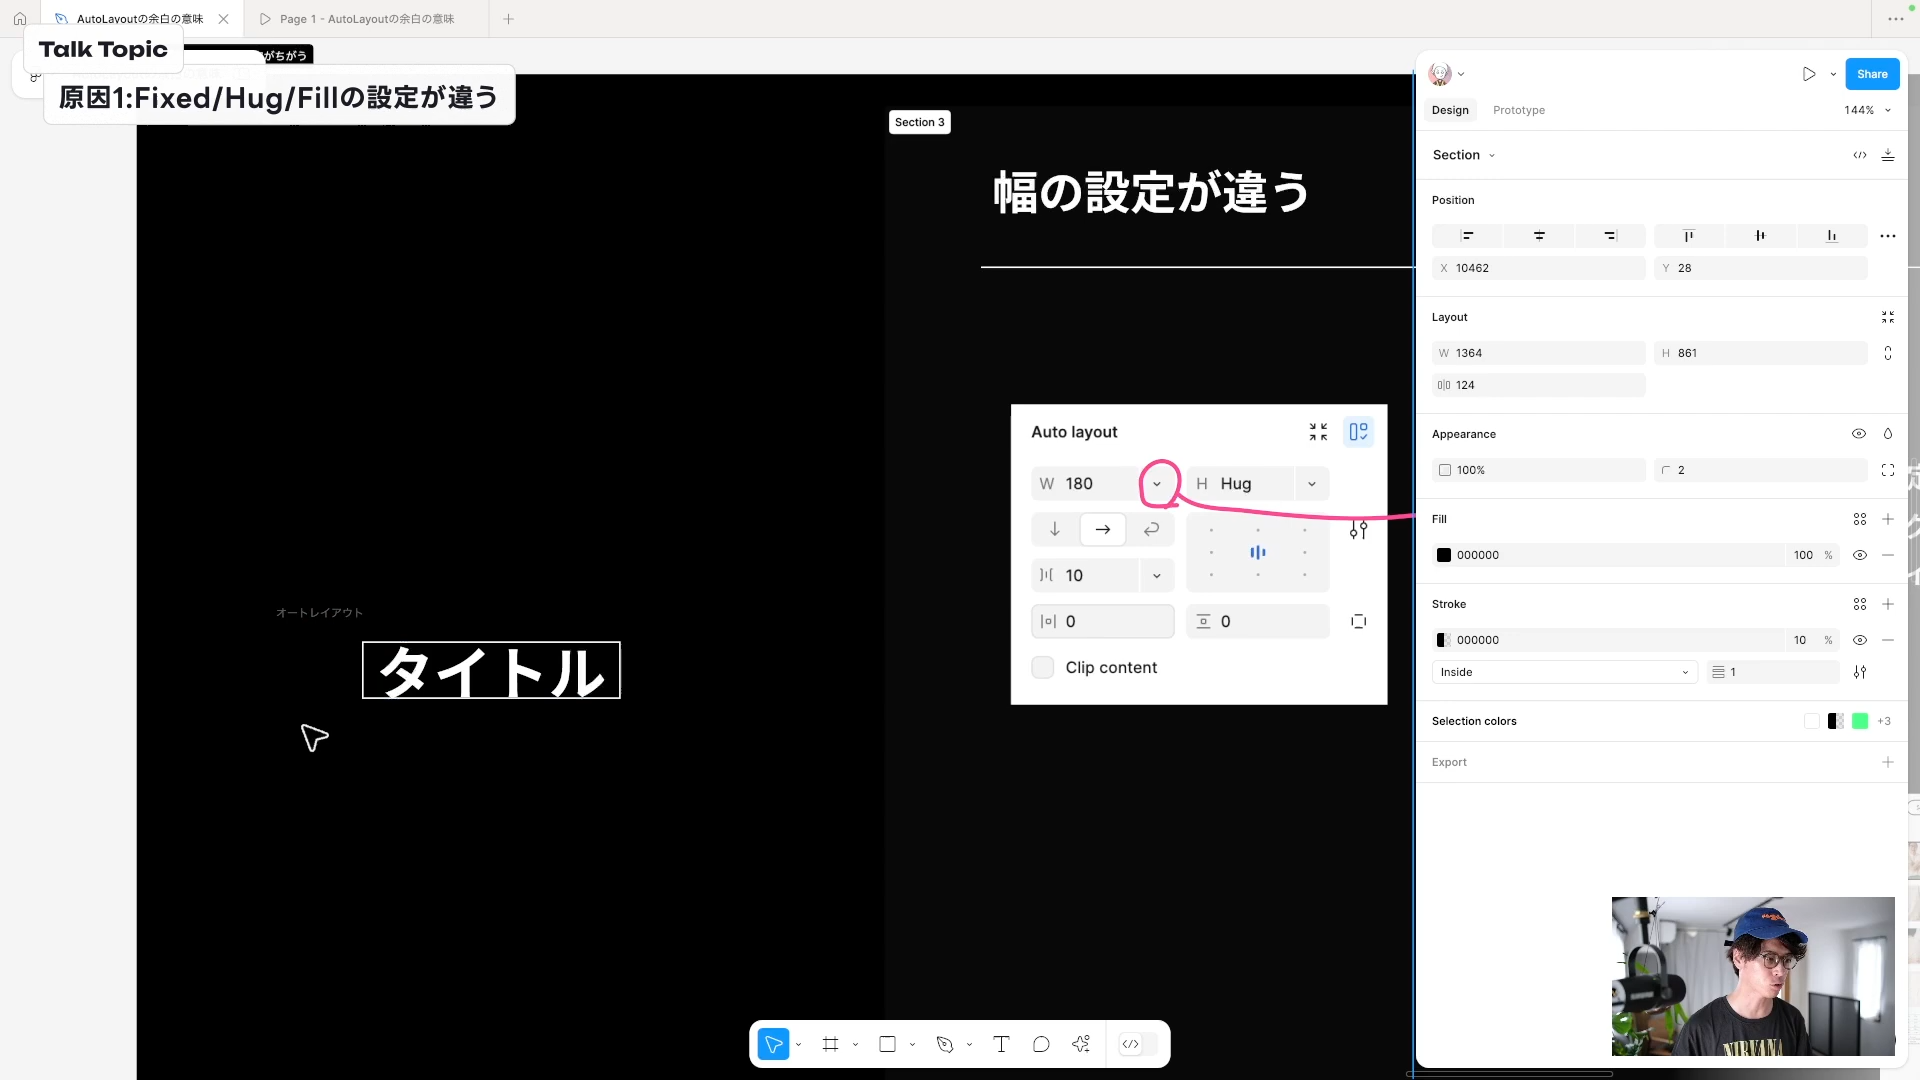 AutoLayoutの余白の意味
Page 1 - AutoLayoutの余白の意味
Talk Topic
がちがう
原因1:Fixed/Hug/Fillの設定が違う
Section 3
幅の設定が違う
Auto layout
W 180
H Hug
10
0
0
Clip content
オートレイアウト
タイトル
Share
Design
Prototype
144%
Section
Position
X 10462
Y 28
Layout
W 1364
H 861
124
Appearance
100%
2
Fill
000000
100 %
Stroke
000000
10 %
Inside
1
Selection colors
+3
Export
NIRVANA